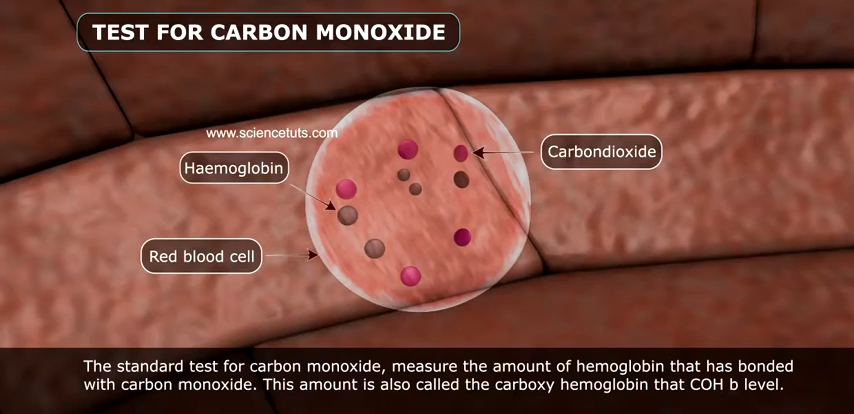 TEST FOR CARBON MONOXIDE
www.sciencetuts.com
Haemoglobin
Carbondioxide
Red blood cell
The standard test for carbon monoxide, measure the amount of hemoglobin that has bonded
with carbon monoxide. This amount is also called the carboxy hemoglobin that COH b level.